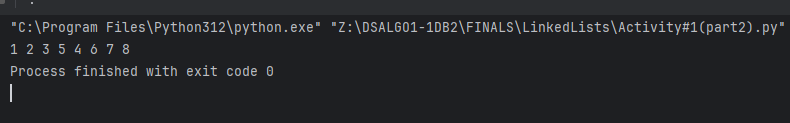 "C:\Program Files\Python312\python.exe" "Z:\DSALGO1-1DB2\FINALS\LinkedLists\Activity#1(part2).py"
1 2 3 5 4 6 7 8
Process finished with exit code 0